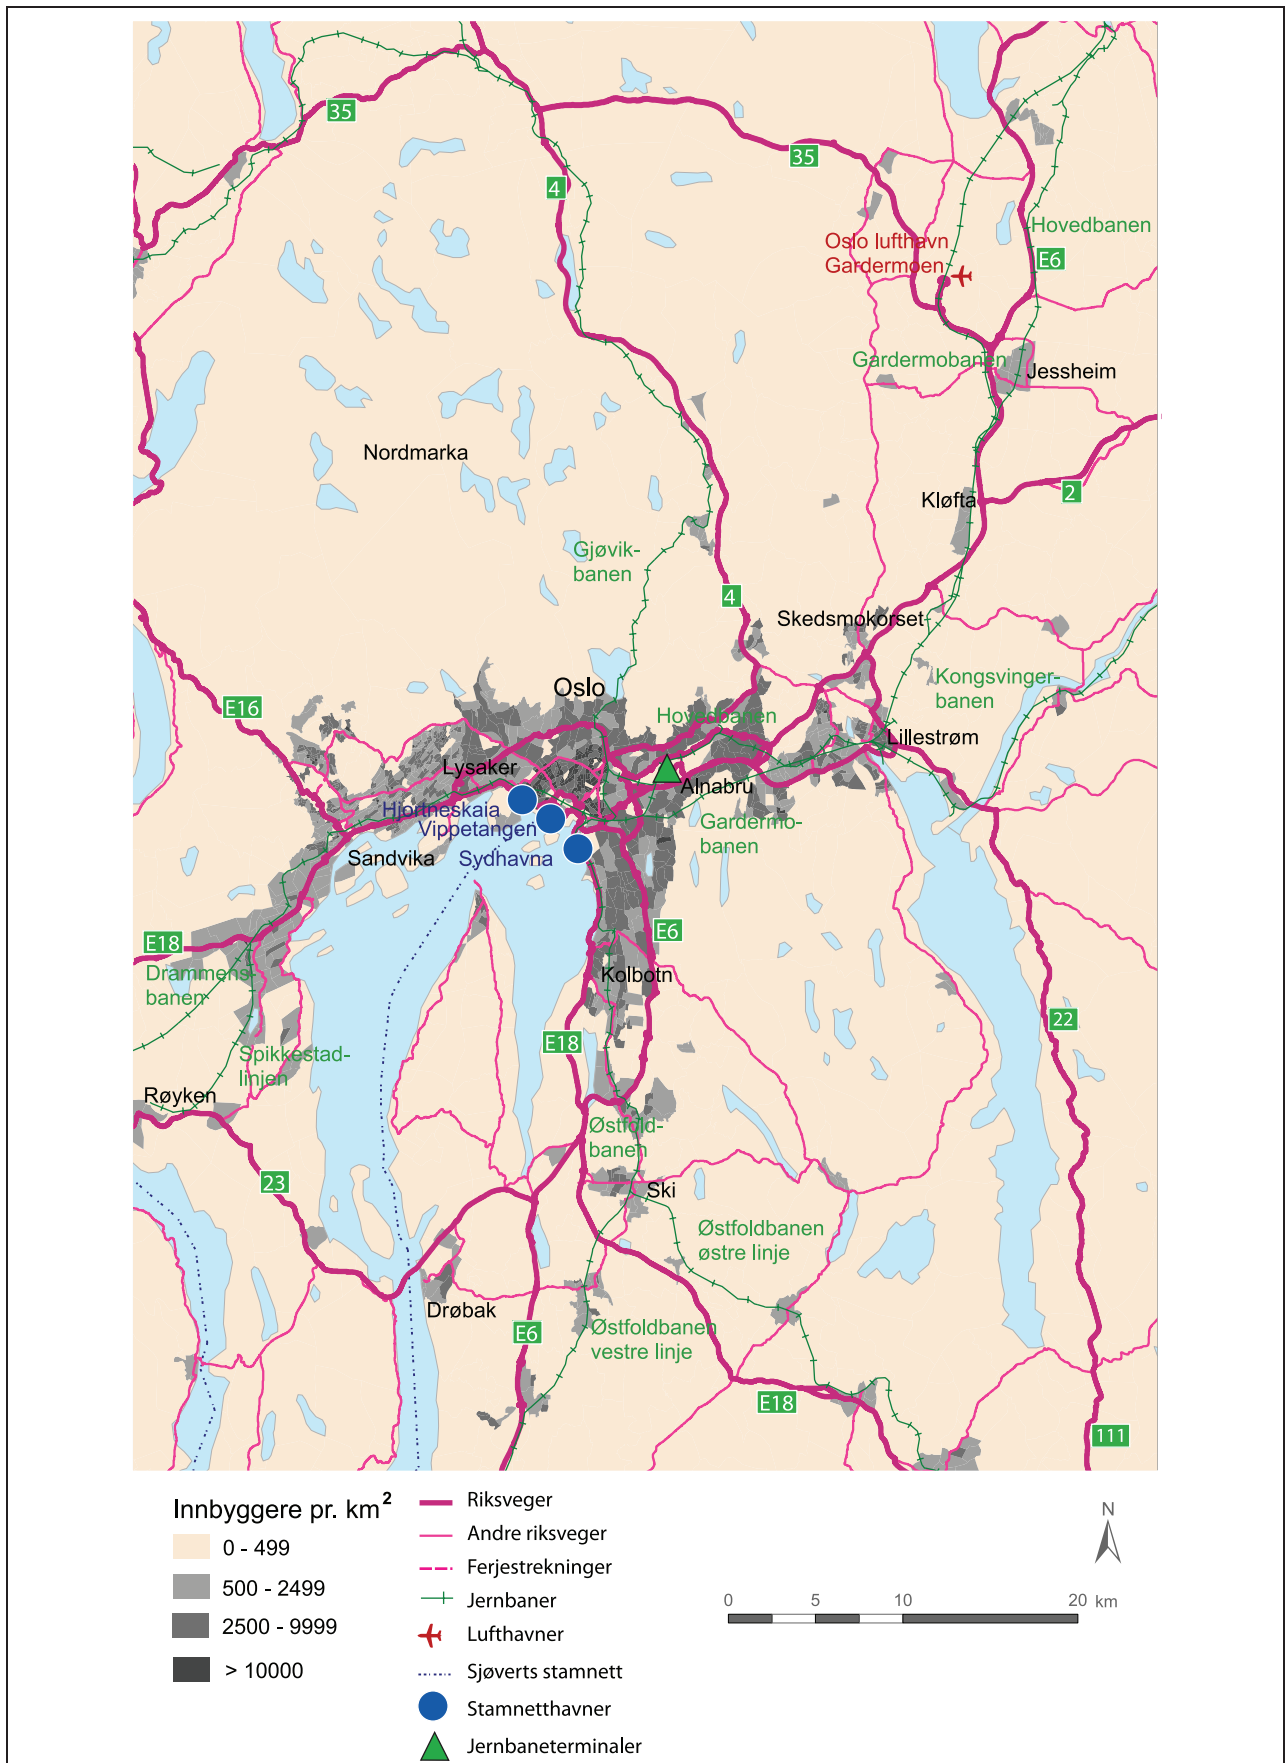 35
35
4
Hovedbanen
Oslo lufthavn
Gardermoen
E6
Gardermobanen
Jessheim
Nordmarka
2
Kløfta
Gjøvik-
banen
4
Skedsmokorset
Kongsvinger-
banen
Oslo
E16
Hovedbanen
Lillestrøm
Lysaker
Alnabru
Hjortneskaia
Vippetangen
Gardermo-
banen
Sandvika
Sydhavna
E18
E6
Drammens-
banen
Kolbotn
22
E18
Spikkestad-
linjen
Røyken
Østfold-
banen
23
Ski
Østfoldbanen
østre linje
Drøbak
E6
Østfoldbanen
vestre linje
E18
111
Innbyggere pr. km²
0 - 499
500 - 2499
2500 - 9999
> 10000
Riksveger
Andre riksveger
Ferjestrekninger
Jernbaner
Lufthavner
Sjøverts stamnett
Stamnetthavner
Jernbaneterminaler
N
0 5 10 20 km